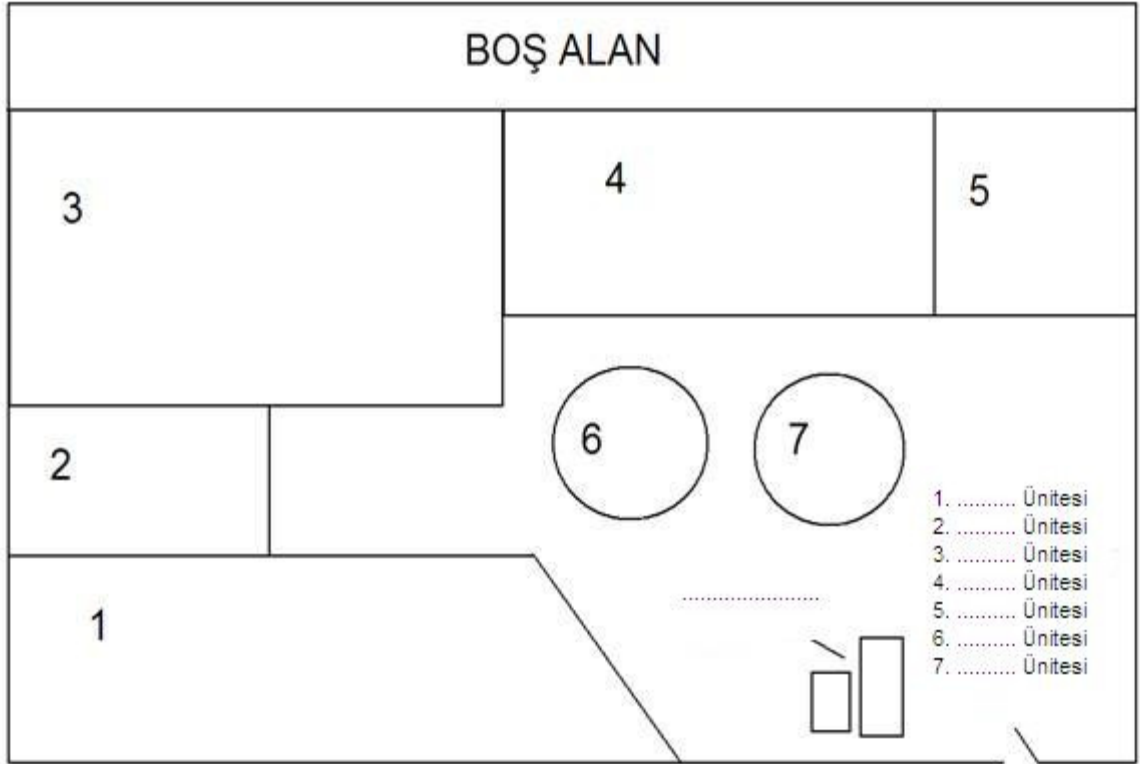 BOŞ ALAN
3
4
5
6
7
2
1
1. .......... Ünitesi
2. .......... Ünitesi
3. .......... Ünitesi
4. .......... Ünitesi
5. .......... Ünitesi
6. .......... Ünitesi
7. .......... Ünitesi
.......................